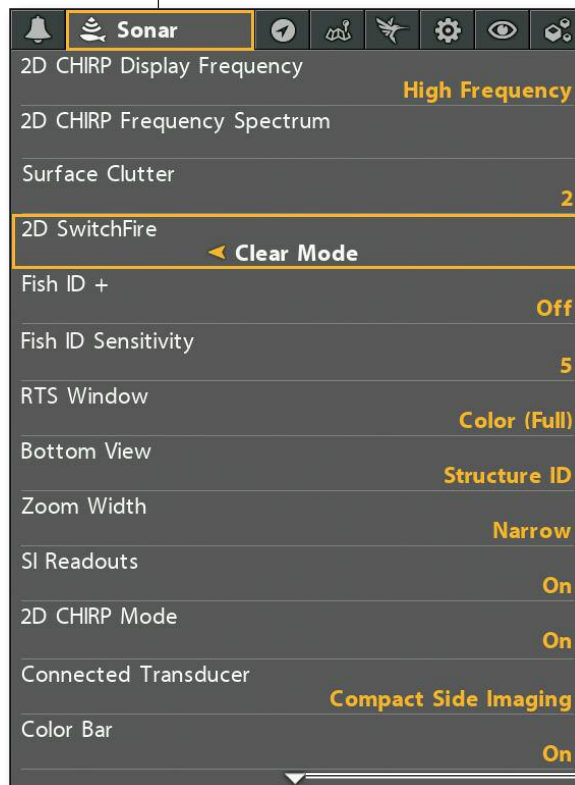 Sonar
2D CHIRP Display Frequency
High Frequency
2D CHIRP Frequency Spectrum
Surface Clutter
2
2D SwitchFire
Clear Mode
Fish ID +
Off
Fish ID Sensitivity
5
RTS Window
Color (Full)
Bottom View
Structure ID
Zoom Width
Narrow
SI Readouts
On
2D CHIRP Mode
On
Connected Transducer
Compact Side Imaging
Color Bar
On